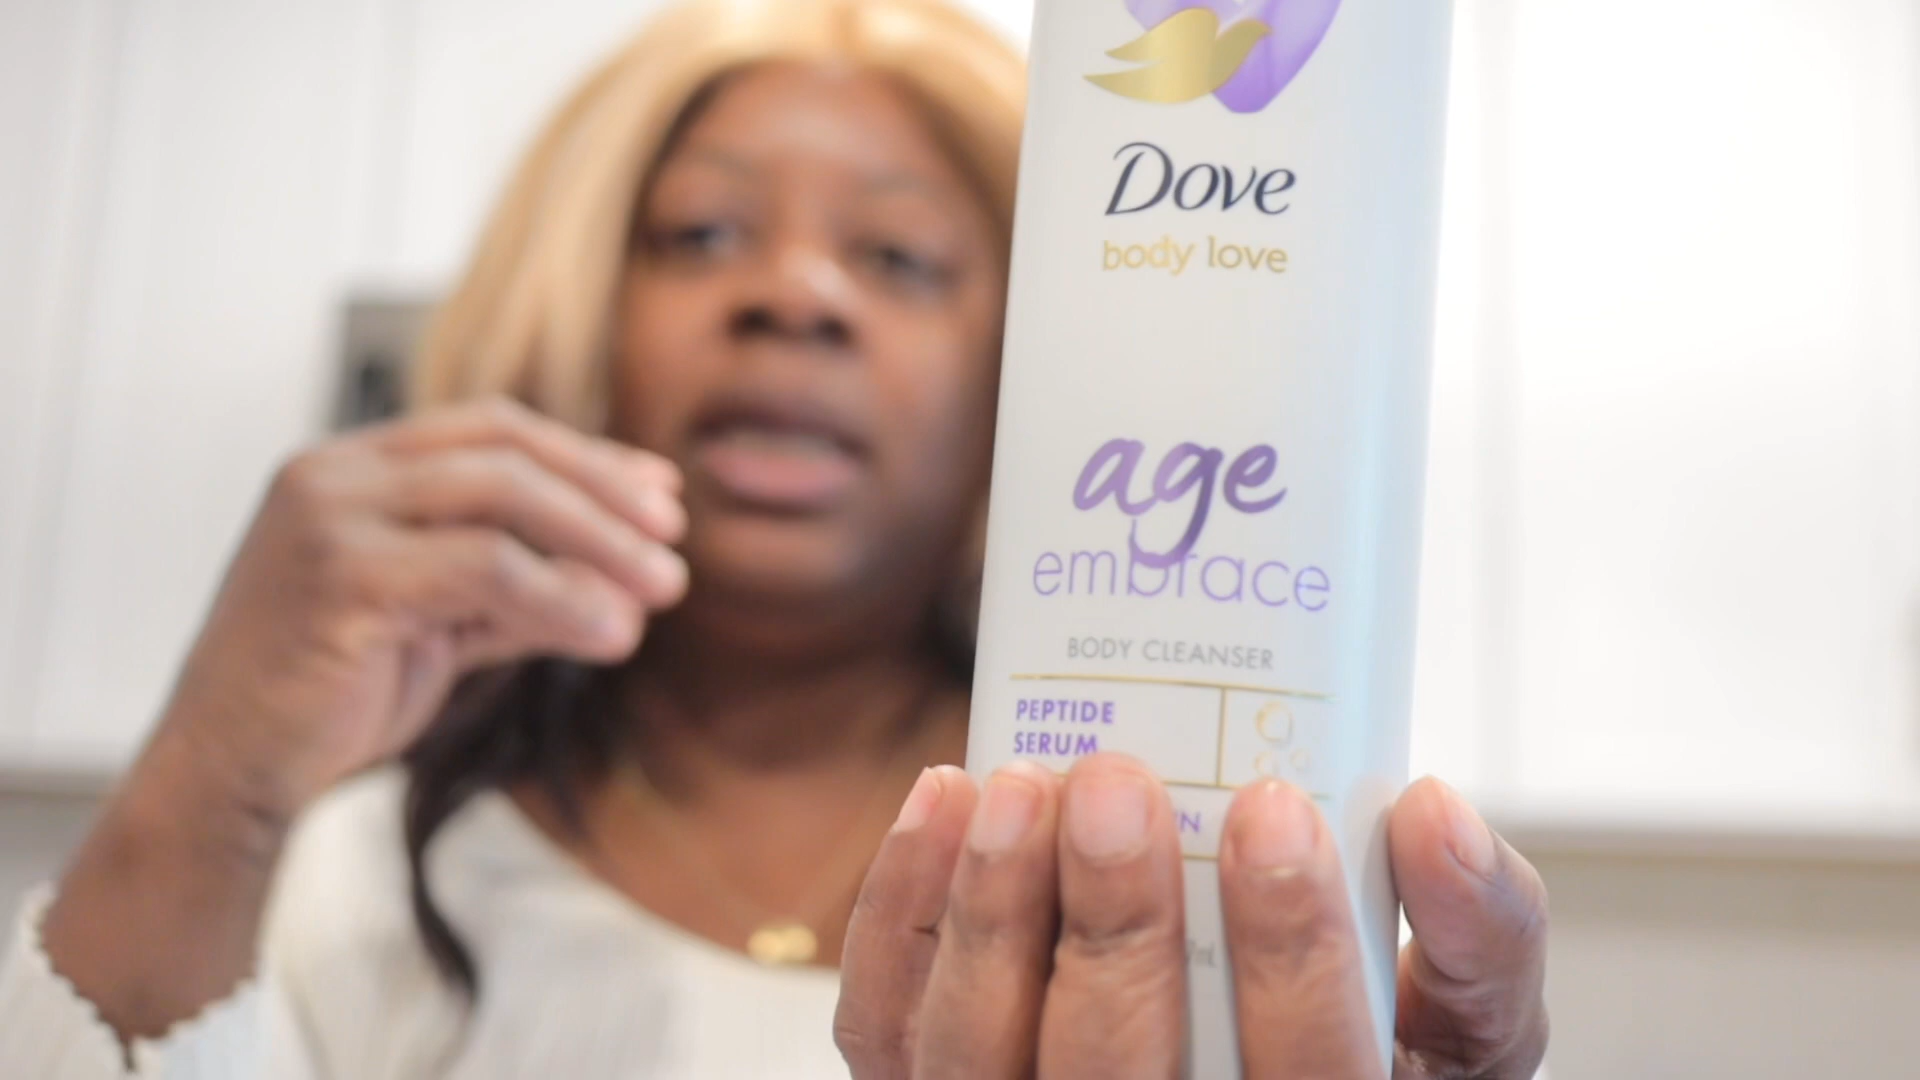 Dove
body love
age
embrace
BODY CLEANSER
PEPTIDE
SERUM